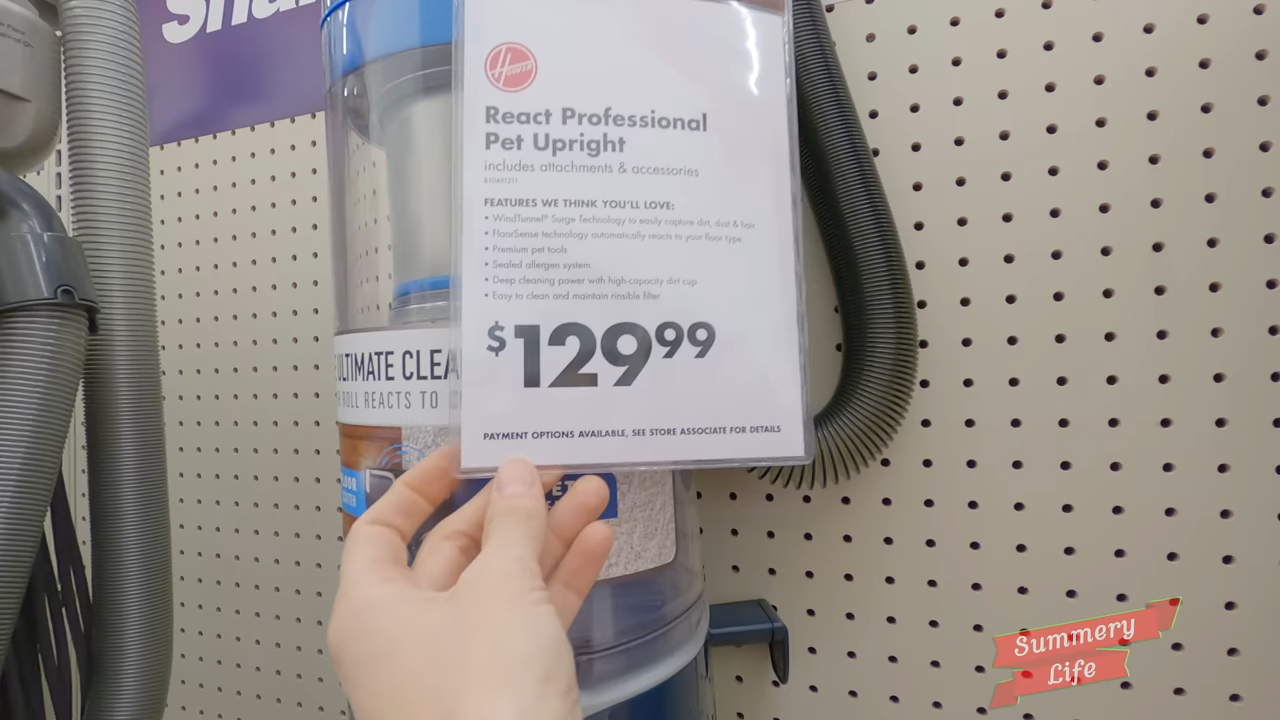 HOOVER
React Professional
Pet Upright
includes attachments & accessories
FEATURES WE THINK YOU'LL LOVE:
• WindTunnel® Surge Technology to easily capture dirt, dust & hair
• FloorSense technology automatically reacts to your floor type
• Premium pet tools
• Sealed allergen system
• Deep cleaning power with high-capacity dirt cup
• Easy to clean and maintain rinsible filter
$129.99
PAYMENT OPTIONS AVAILABLE, SEE STORE ASSOCIATE FOR DETAILS
ULTIMATE CLEA
ROLL REACTS TO
Summery
Life